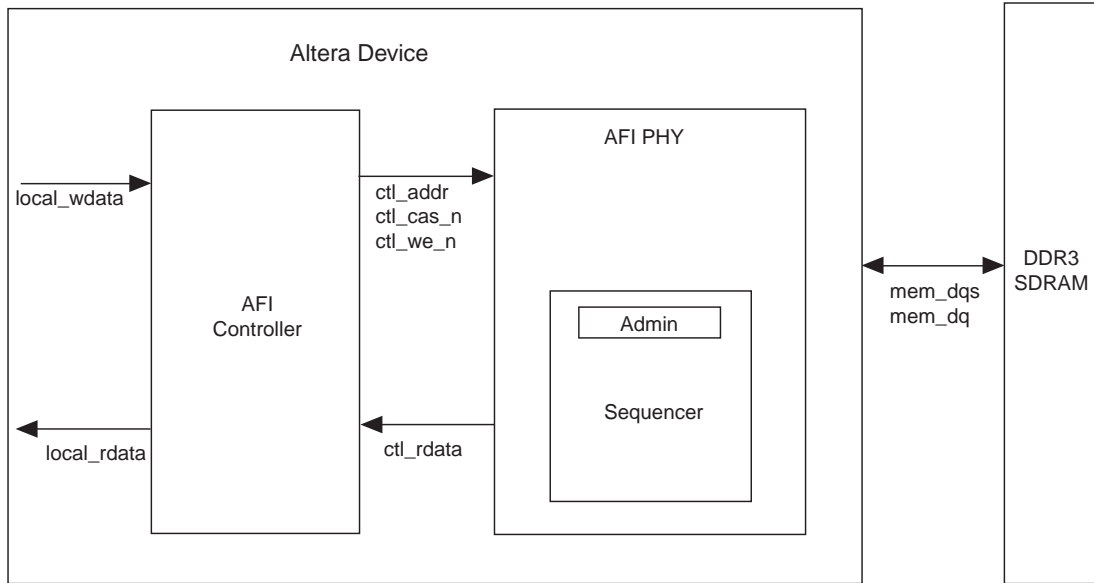 Altera Device
AFI PHY
local_wdata
ctl_addr
ctl_cas_n
ctl_we_n
AFI
Controller
DDR3
SDRAM
mem_dqs
mem_dq
Admin
Sequencer
local_rdata
ctl_rdata